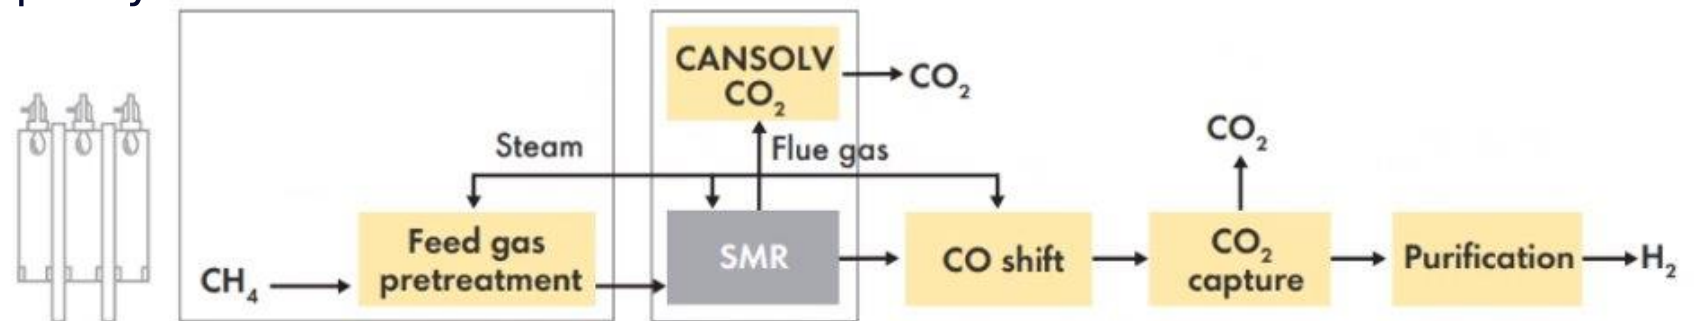 CANSOLV
CO₂
CO₂
CO₂
Steam
Flue gas
CH₄
Feed gas
pretreatment
SMR
CO shift
CO₂
capture
Purification
H₂